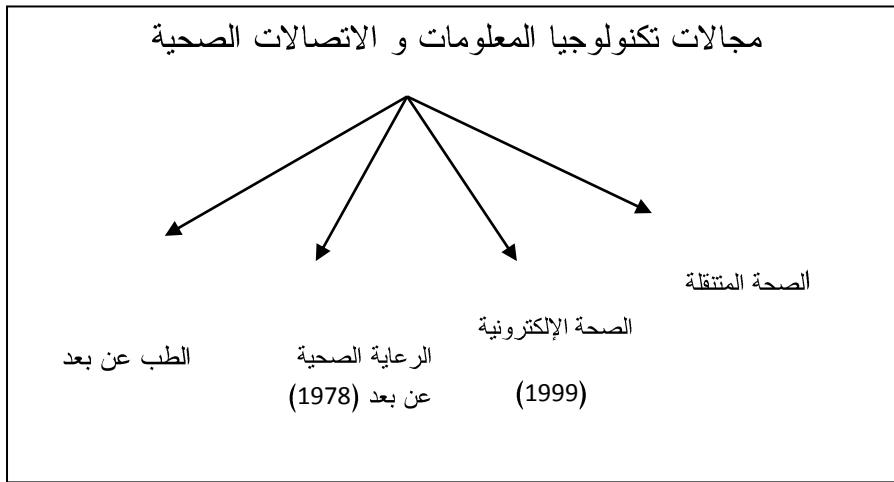 مجالات تكنولوجيا المعلومات و الاتصالات الصحية
الصحة المتنقلة
الصحة الإلكترونية
(1999)
الرعاية الصحية
عن بعد (1978)
الطب عن بعد